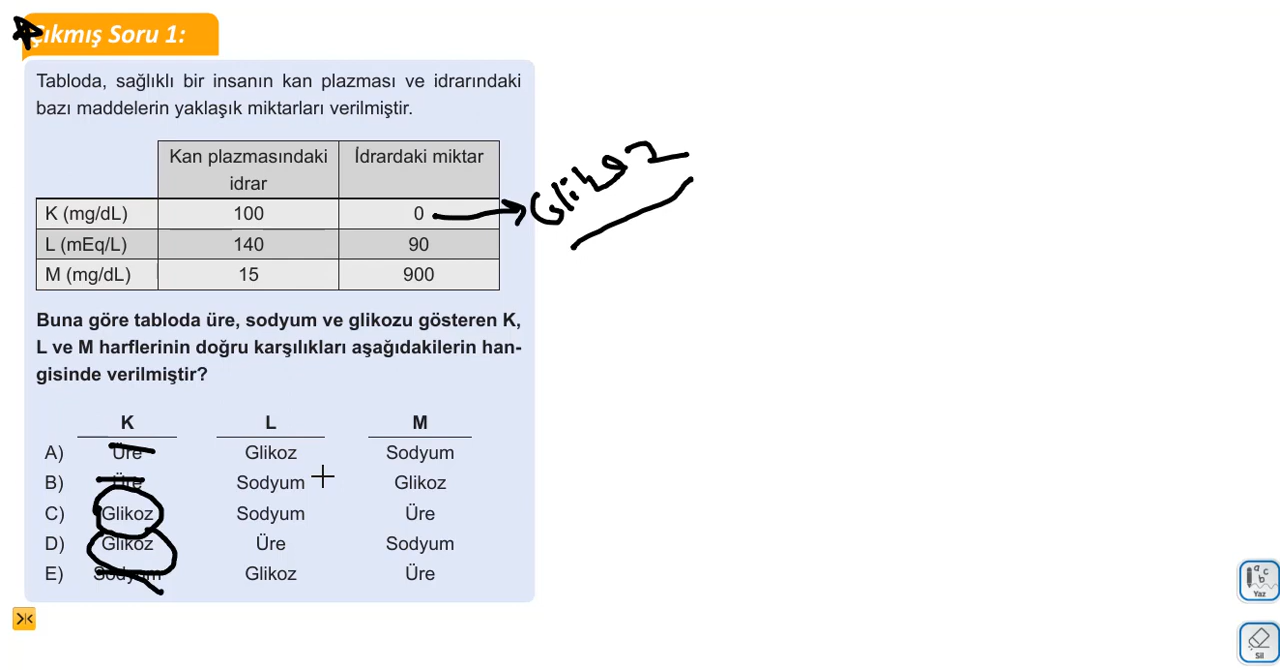 Çıkmış Soru 1:
Tabloda, sağlıklı bir insanın kan plazması ve idrarındaki
bazı maddelerin yaklaşık miktarları verilmiştir.
Kan plazmasındaki idrar İdrardaki miktar
K (mg/dL) 100 0 Glikoz
L (mEq/L) 140 90
M (mg/dL) 15 900
Buna göre tabloda üre, sodyum ve glikozu gösteren K,
L ve M harflerinin doğru karşılıkları aşağıdakilerin han-
gisinde verilmiştir?
K L M
A) Üre Glikoz Sodyum
B) Üre Sodyum Glikoz
C) Glikoz Sodyum Üre
D) Glikoz Üre Sodyum
E) Sodyum Glikoz Üre
a b c
Yaz
Sil